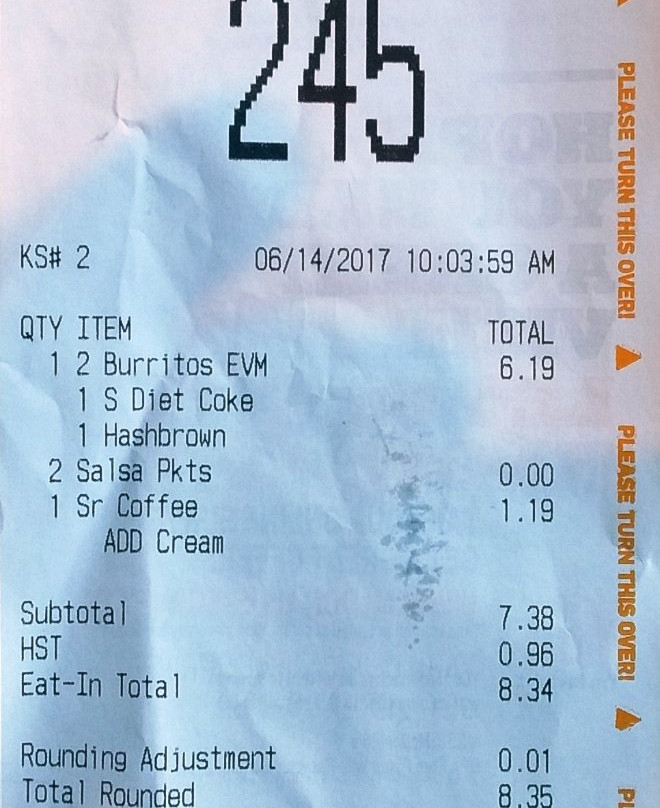 245
KS# 2 06/14/2017 10:03:59 AM
QTY ITEM TOTAL
1 2 Burritos EVM 6.19
1 S Diet Coke
1 Hashbrown
2 Salsa Pkts 0.00
1 Sr Coffee 1.19
ADD Cream
Subtotal 7.38
HST 0.96
Eat-In Total 8.34
Rounding Adjustment 0.01
Total Rounded 8.35
PLEASE TURN THIS OVER!
PLEASE TURN THIS OVER!